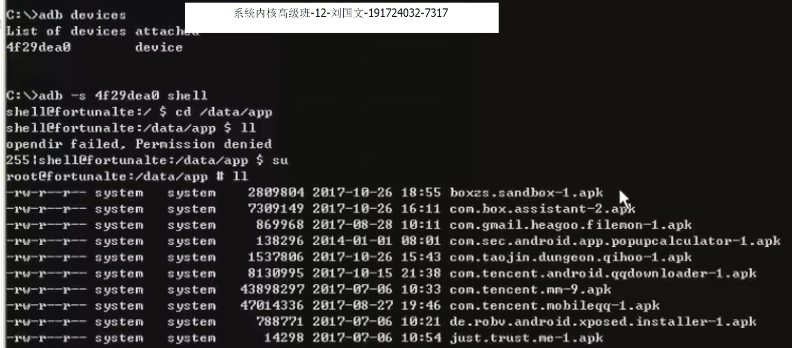 系统内核高级班-12-刘国文-191724032-7317
C:\>adb devices
List of devices attached
4f29dea0 device
C:\>adb -s 4f29dea0 shell
shell@fortunalte:/ $ cd /data/app
shell@fortunalte:/data/app $ ll
opendir failed, Permission denied
255|shell@fortunalte:/data/app $ su
root@fortunalte:/data/app # ll
-rw-r--r-- system system 2809804 2017-10-26 18:55 boxzs.sandbox-1.apk
-rw-r--r-- system system 7309149 2017-10-26 16:11 com.box.assistant-2.apk
-rw-r--r-- system system 869968 2017-08-28 10:11 com.gmail.heagoo.filemon-1.apk
-rw-r--r-- system system 138296 2014-01-01 08:01 com.sec.android.app.popupcalculator-1.apk
-rw-r--r-- system system 1537806 2017-10-26 15:43 com.taojin.dungeon.qihoo-1.apk
-rw-r--r-- system system 8130995 2017-10-15 21:38 com.tencent.android.qqdownloader-1.apk
-rw-r--r-- system system 43898297 2017-07-06 10:33 com.tencent.mm-9.apk
-rw-r--r-- system system 47014336 2017-08-27 19:46 com.tencent.mobileqq-1.apk
-rw-r--r-- system system 788771 2017-07-06 10:21 de.robv.android.xposed.installer-1.apk
-rw-r--r-- system system 14298 2017-07-06 10:54 just.trust.me-1.apk